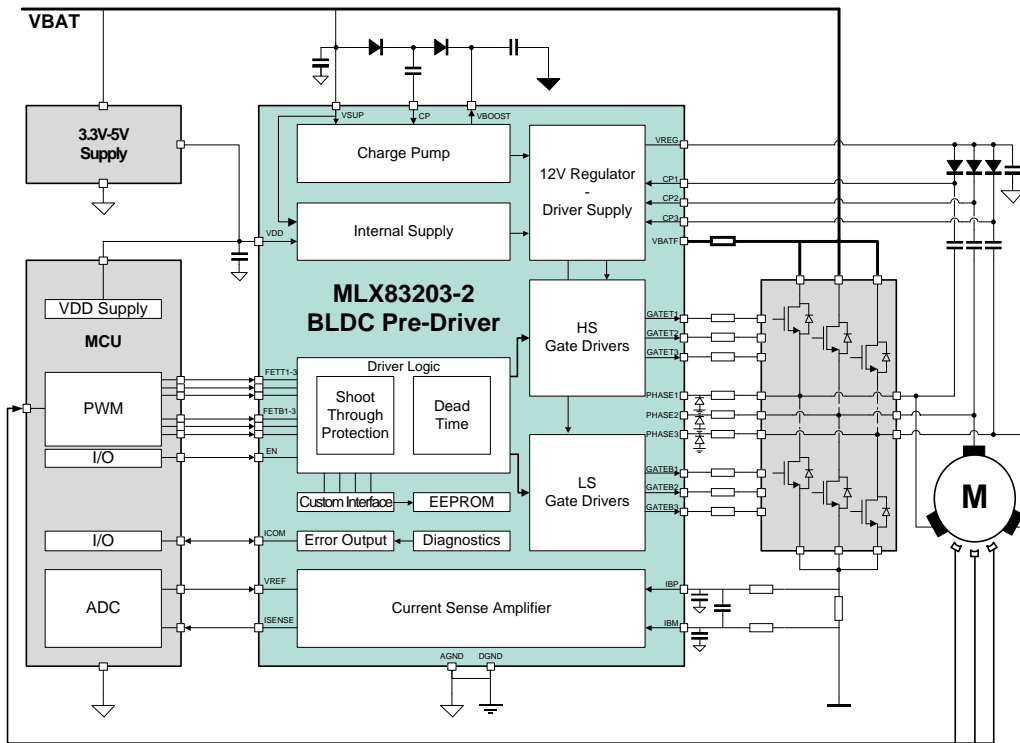 VBAT
3.3V-5V
Supply
VSUP
CP
VBOOST
Charge Pump
12V Regulator
-
Driver Supply
VREG
CP1
CP2
CP3
VBATF
Internal Supply
VDD
VDD Supply
MCU
MLX83203-2
BLDC Pre-Driver
HS
Gate Drivers
GATET1
GATET2
GATET3
Driver Logic
Shoot
Through
Protection
Dead
Time
PWM
FETT1-3
FETB1-3
I/O
EN
PHASE1
PHASE2
PHASE3
LS
Gate Drivers
GATEB1
GATEB2
GATEB3
Custom Interface
EEPROM
M
I/O
ICOM
Error Output
Diagnostics
ADC
VREF
ISENSE
Current Sense Amplifier
IBP
IBM
AGND
DGND